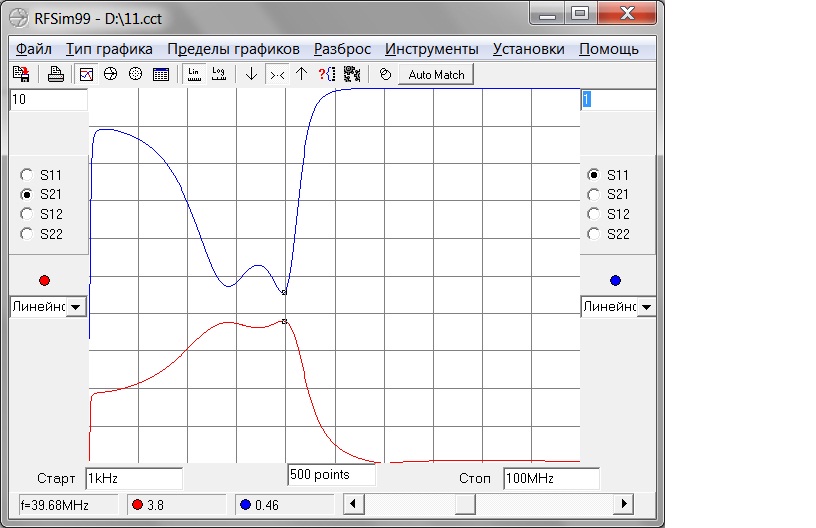 RFSim99 - D:\11.cct
Файл Тип графика Пределы графиков Разброс Инструменты Установки Помощь
Lin Log Auto Match
10 1
S11 S11
S21 S21
S12 S12
S22 S22
Линейно Линейно
Старт 1kHz 500 points Стоп 100MHz
f=39.68MHz 3.8 0.46